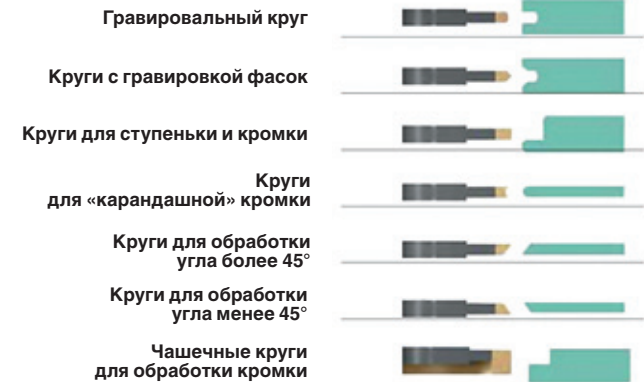 Гравировальный круг
Круги с гравировкой фасок
Круги для ступеньки и кромки
Круги
для «карандашной» кромки
Круги для обработки
угла более 45°
Круги для обработки
угла менее 45°
Чашечные круги
для обработки кромки